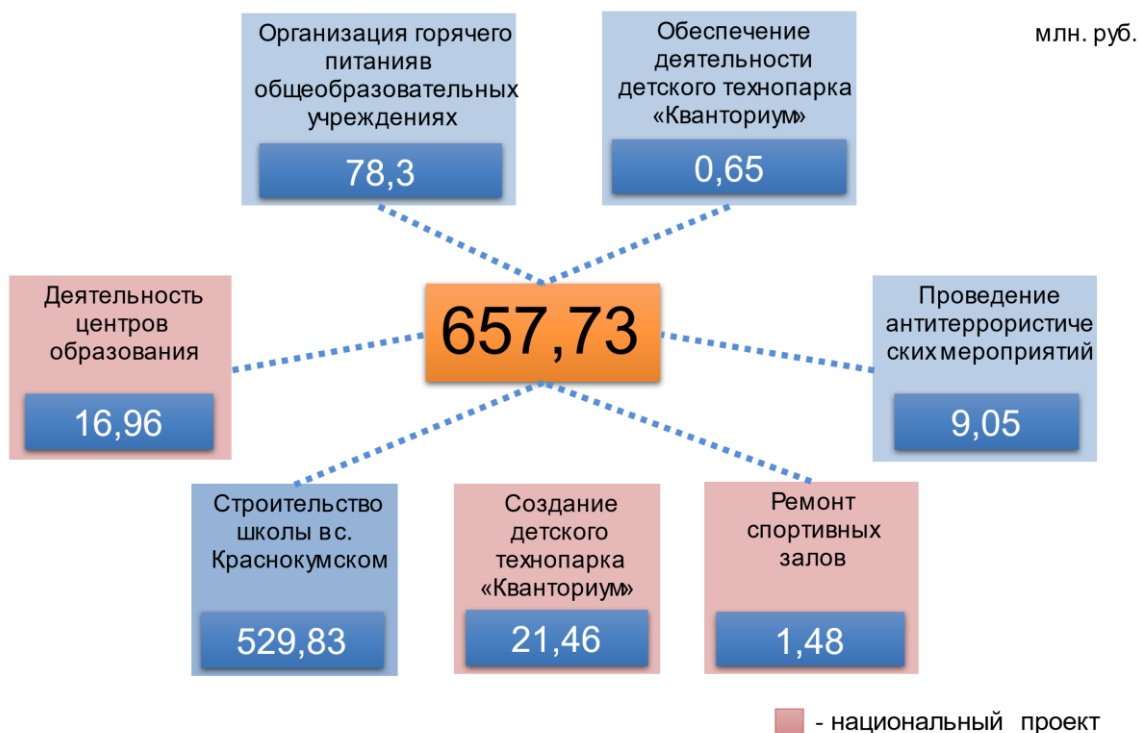 млн. руб.
Организация горячего
питанияв
общеобразовательных
учреждениях
78,3
Обеспечение
деятельности
детского технопарка
«Кванториум»
0,65
Деятельность
центров
образования
16,96
657,73
Проведение
антитеррористиче
ских мероприятий
9,05
Строительство
школы в с.
Краснокумском
529,83
Создание
детского
технопарка
«Кванториум»
21,46
Ремонт
спортивных
залов
1,48
- национальный проект